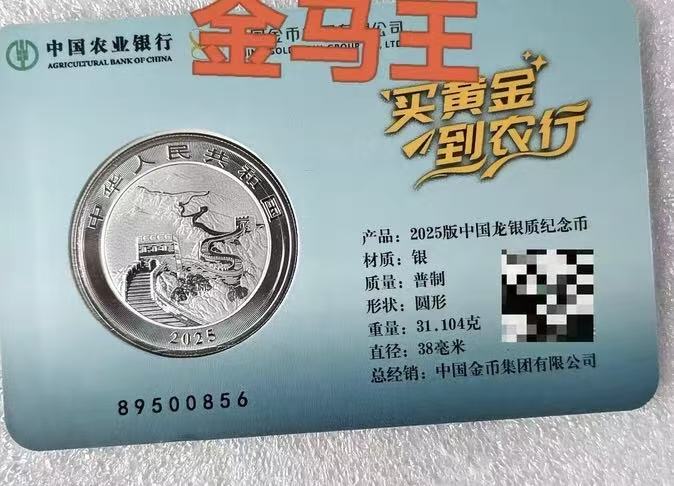 中国农业银行
AGRICULTURAL BANK OF CHINA
金马王
公司
买黄金
到农行
中华人民共和国
2025
产品：2025版中国龙银质纪念币
材质：银
质量：普制
形状：圆形
重量：31.104克
直径：38毫米
总经销：中国金币集团有限公司
89500856